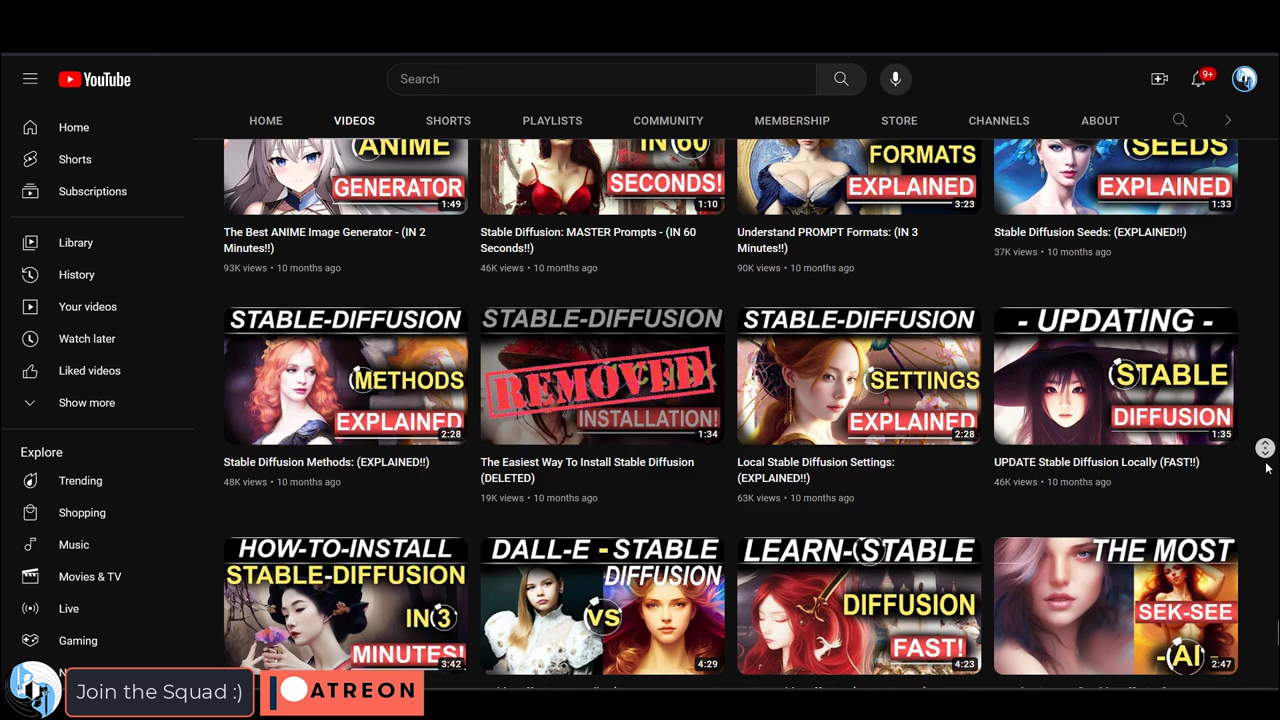 YouTube
Search
9+
HOME
VIDEOS
SHORTS
PLAYLISTS
COMMUNITY
MEMBERSHIP
STORE
CHANNELS
ABOUT
Home
Shorts
Subscriptions
Library
History
Your videos
Watch later
Liked videos
Show more
Explore
Trending
Shopping
Music
Movies & TV
Live
Gaming
ANIME
GENERATOR
1:49
The Best ANIME Image Generator - (IN 2
Minutes!!)
93K views • 10 months ago
IN 60
SECONDS!
1:10
Stable Diffusion: MASTER Prompts - (IN 60
Seconds!!)
46K views • 10 months ago
FORMATS
EXPLAINED
3:23
Understand PROMPT Formats: (IN 3
Minutes!!)
90K views • 10 months ago
SEEDS
EXPLAINED
1:33
Stable Diffusion Seeds: (EXPLAINED!!)
37K views • 10 months ago
STABLE-DIFFUSION
METHODS
EXPLAINED
2:28
Stable Diffusion Methods: (EXPLAINED!!)
48K views • 10 months ago
STABLE-DIFFUSION
REMOVED
INSTALLATION!
1:34
The Easiest Way To Install Stable Diffusion
(DELETED)
19K views • 10 months ago
STABLE-DIFFUSION
SETTINGS
EXPLAINED
2:28
Local Stable Diffusion Settings:
(EXPLAINED!!)
63K views • 10 months ago
- UPDATING -
STABLE
DIFFUSION
1:35
UPDATE Stable Diffusion Locally (FAST!!)
46K views • 10 months ago
HOW-TO-INSTALL
STABLE-DIFFUSION
IN 3
MINUTES!
3:42
DALL-E - STABLE
DIFFUSION
VS
4:29
LEARN-STABLE
DIFFUSION
FAST!
4:23
THE MOST
SEK-SEE
-AI-
2:47
Join the Squad :)
PATREON